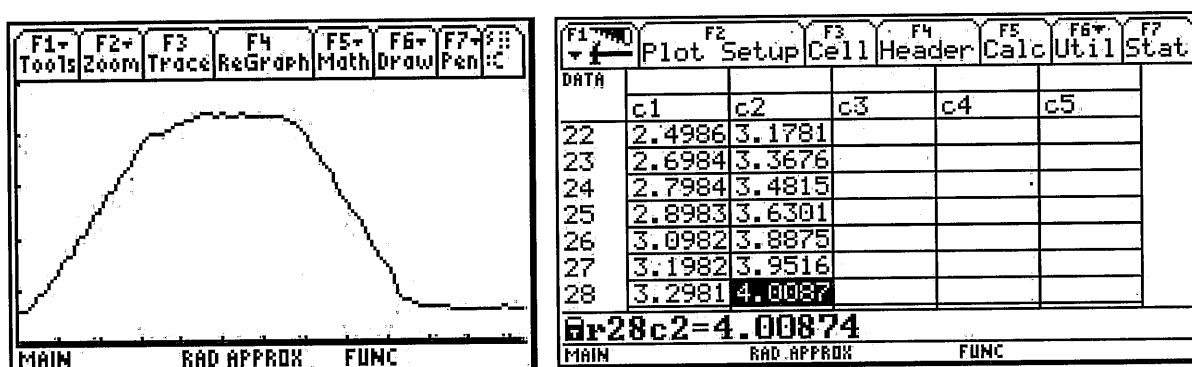 F1 F2 F3 F4 F5 F6 F7
Tools Zoom Trace ReGraph Math Draw Pen :C
MAIN RAD APPROX FUNC
F1 F2 F3 F4 F5 F6 F7
Plot Setup Cell Header Calc Util Stat
DATA
c1 c2 c3 c4 c5
22 2.4986 3.1781
23 2.6984 3.3676
24 2.7984 3.4815
25 2.8983 3.6301
26 3.0982 3.8875
27 3.1982 3.9516
28 3.2981 4.0087
r28c2=4.00874
MAIN RAD APPROX FUNC